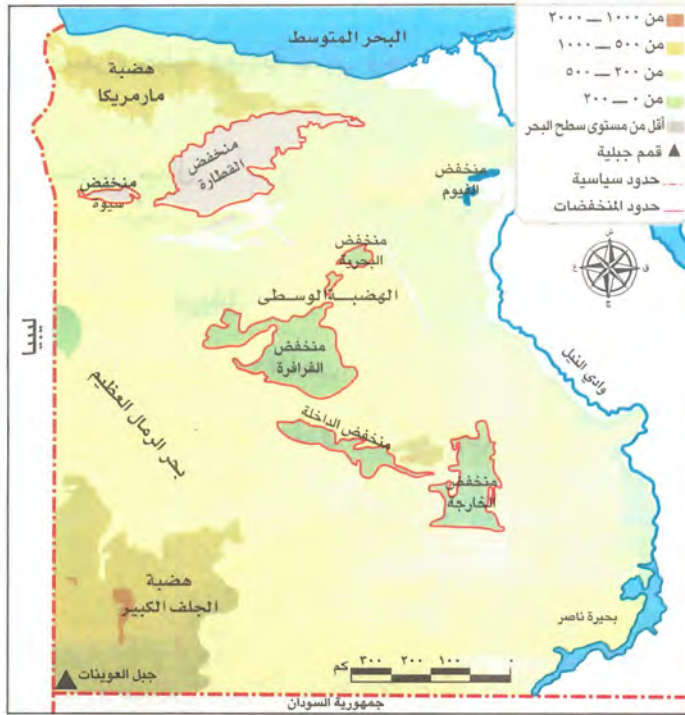 البحر المتوسط
من ١٠٠٠ — ٢٠٠٠
من ٥٠٠ — ١٠٠٠
من ٢٠٠ — ٥٠٠
من ٠ — ٢٠٠
أقل من مستوى سطح البحر
قمم جبلية
حدود سياسية
حدود المنخفضات
ش
ق
ج
غ
هضبة
مارمريكا
منخفض
القطارة
منخفض
سيوة
منخفض
الفيوم
منخفض
البحرية
الهضبة الوسطى
ليبيا
منخفض
الفرافرة
وادي النيل
بحر الرمال العظيم
منخفض الداخلة
منخفض
الخارجة
هضبة
الجلف الكبير
بحيرة ناصر
جبل العوينات
٠ ١٠٠ ٢٠٠ ٣٠٠ كم
جمهورية السودان